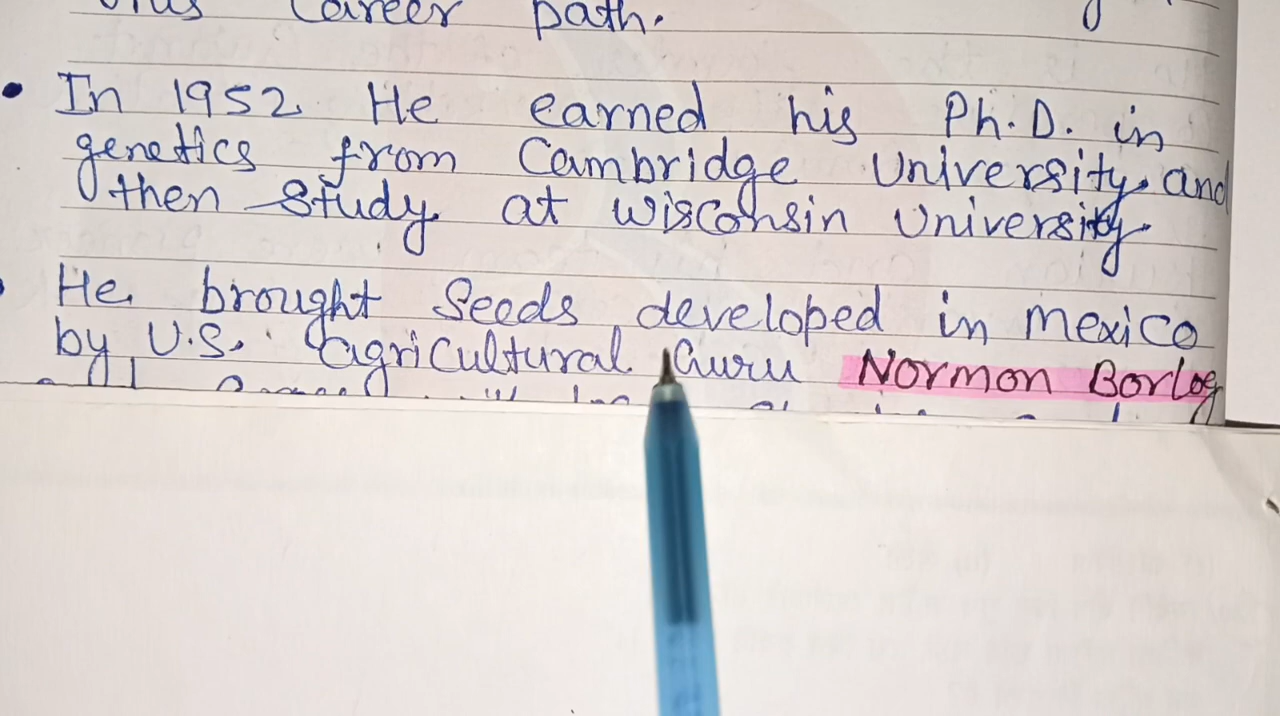 career path.
• In 1952 He earned his Ph.D. in
genetics from Cambridge University and
then study at Wisconsin University
He brought Seeds developed in Mexico
by U.S. agricultural Guru Normon Borlog